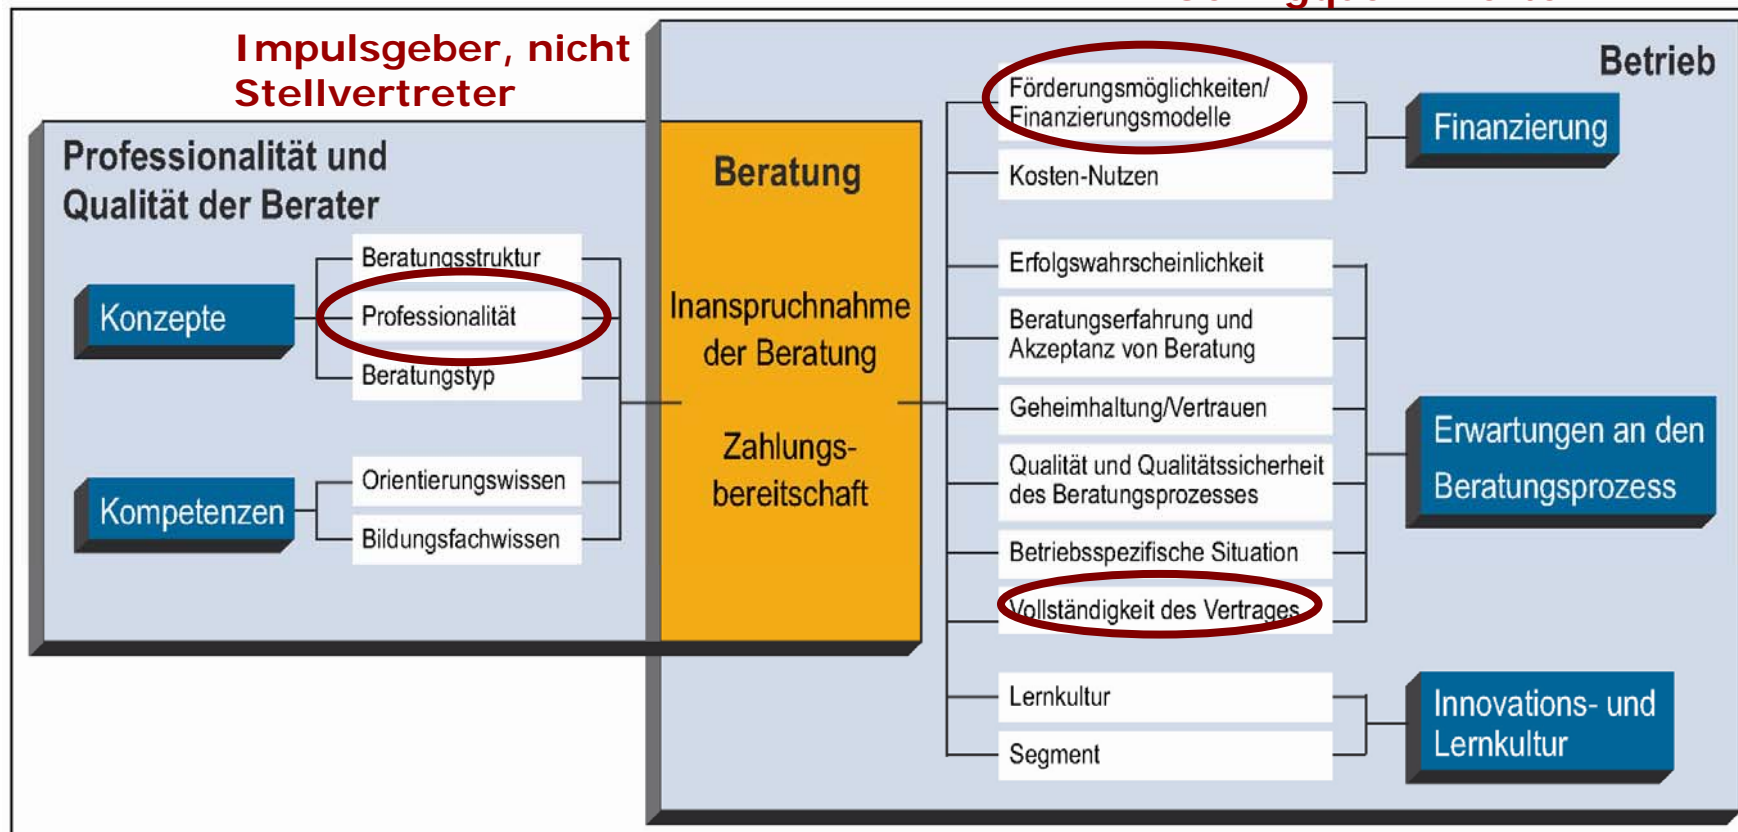 Impulsgeber, nicht
Stellvertreter
Professionalität und
Qualität der Berater
Konzepte
Beratungsstruktur
Professionalität
Beratungstyp
Kompetenzen
Orientierungswissen
Bildungsfachwissen
Beratung
Inanspruchnahme
der Beratung
Zahlungs-
bereitschaft
Betrieb
Förderungsmöglichkeiten/
Finanzierungsmodelle
Kosten-Nutzen
Finanzierung
Erfolgswahrscheinlichkeit
Beratungserfahrung und
Akzeptanz von Beratung
Geheimhaltung/Vertrauen
Qualität und Qualitätssicherheit
des Beratungsprozesses
Betriebsspezifische Situation
Vollständigkeit des Vertrages
Erwartungen an den
Beratungsprozess
Lernkultur
Segment
Innovations- und
Lernkultur